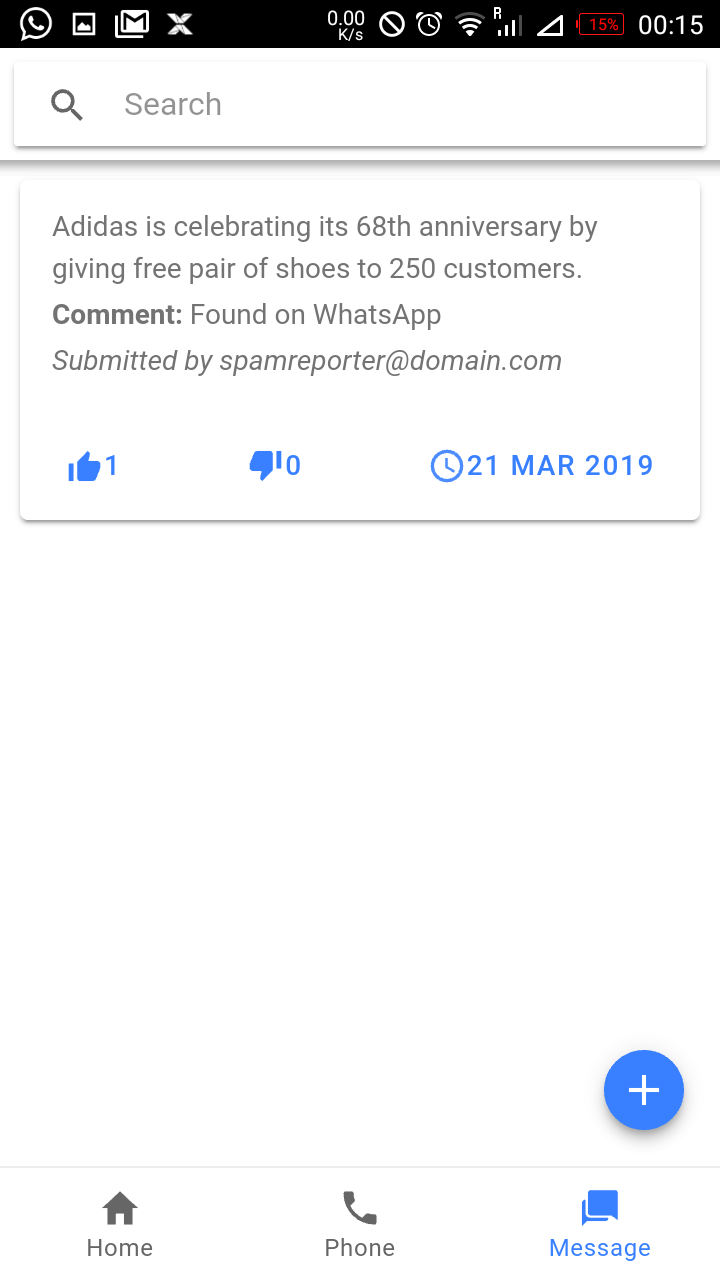 0.00
K/s
R
15%
00:15
Search
Adidas is celebrating its 68th anniversary by
giving free pair of shoes to 250 customers.
Comment: Found on WhatsApp
Submitted by spamreporter@domain.com
1 0 21 MAR 2019
Home Phone Message